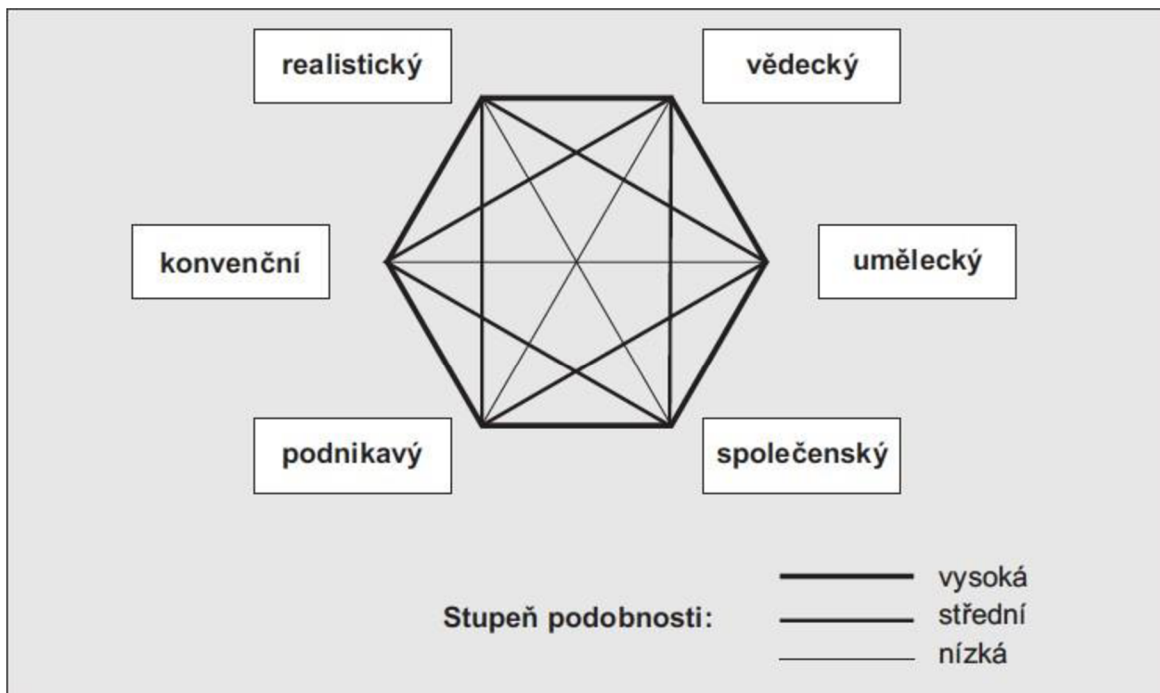 realistický
vědecký
konvenční
umělecký
podnikavý
společenský
Stupeň podobnosti:
vysoká
střední
nízká